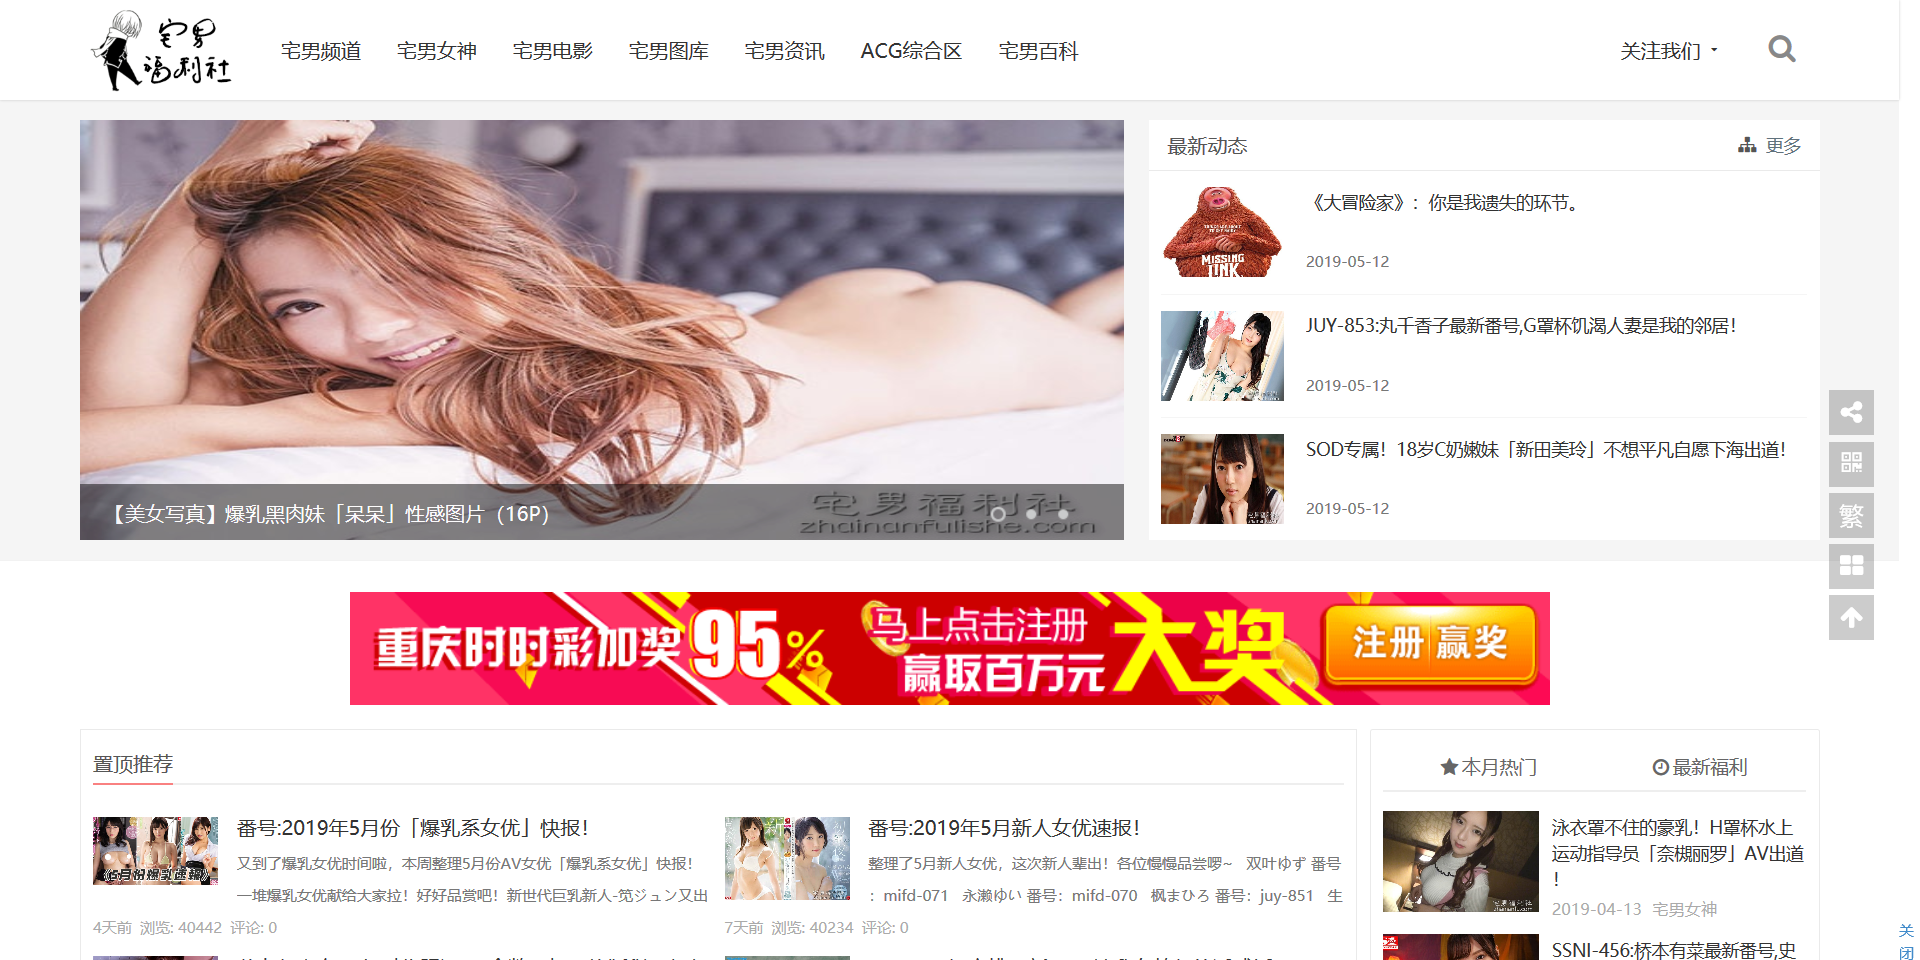 宅男
福利社
宅男频道
宅男女神
宅男电影
宅男图库
宅男资讯
ACG综合区
宅男百科
关注我们
【美女写真】爆乳黑肉妹「呆呆」性感图片（16P）
宅男福利社
zhainanfulishe.com
最新动态
更多
《大冒险家》：你是我遗失的环节。
2019-05-12
MISSING
LINK
JUY-853:丸千香子最新番号,G罩杯饥渴人妻是我的邻居！
2019-05-12
SOD专属！18岁C奶嫩妹「新田美玲」不想平凡自愿下海出道！
2019-05-12
繁
重庆时时彩加奖95%
马上点击注册
赢取百万元
大奖
注册 赢奖
置顶推荐
番号:2019年5月份「爆乳系女优」快报！
又到了爆乳女优时间啦，本周整理5月份AV女优「爆乳系女优」快报！
一堆爆乳女优献给大家拉！好好品尝吧！新世代巨乳新人-笕ジュン又出
4天前 浏览: 40442 评论: 0
番号:2019年5月新人女优速报！
整理了5月新人女优，这次新人辈出！各位慢慢品尝啰~ 双叶ゆず 番号
：mifd-071 永濑ゆい 番号：mifd-070 枫まひろ 番号：juy-851 生
7天前 浏览: 40234 评论: 0
本月热门
最新福利
泳衣罩不住的豪乳！H罩杯水上
运动指导员「奈槻丽罗」AV出道
！
2019-04-13 宅男女神
SSNI-456:桥本有菜最新番号,史
关
闭